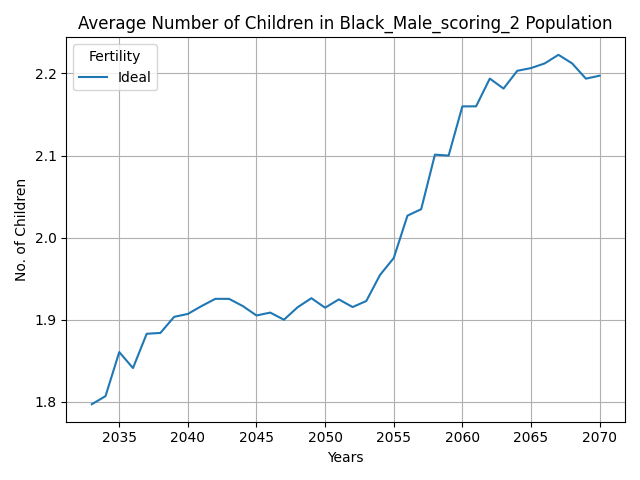 Average Number of Children in Black_Male_scoring_2 Population
Fertility
Ideal
No. of Children
2.2
2.1
2.0
1.9
1.8
2035 2040 2045 2050 2055 2060 2065 2070
Years